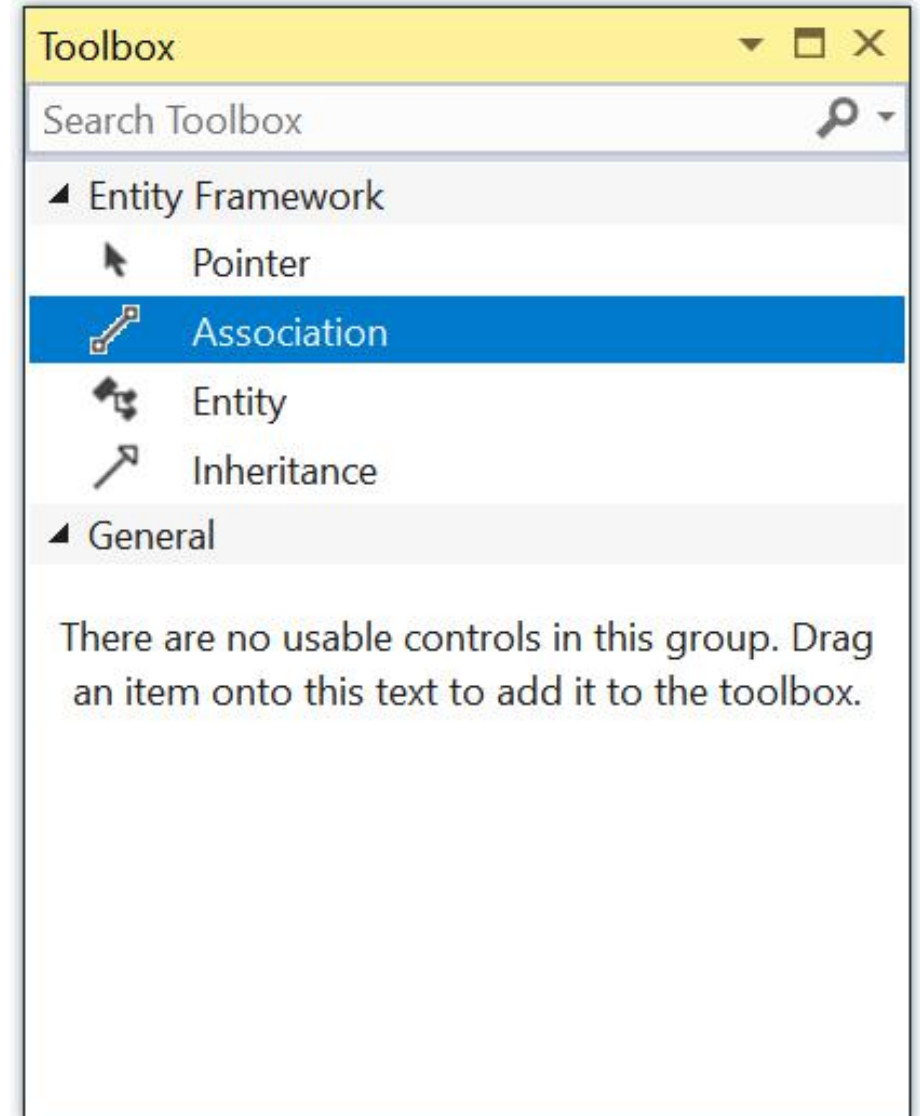 Toolbox
Search Toolbox
Entity Framework
Pointer
Association
Entity
Inheritance
General
There are no usable controls in this group. Drag
an item onto this text to add it to the toolbox.